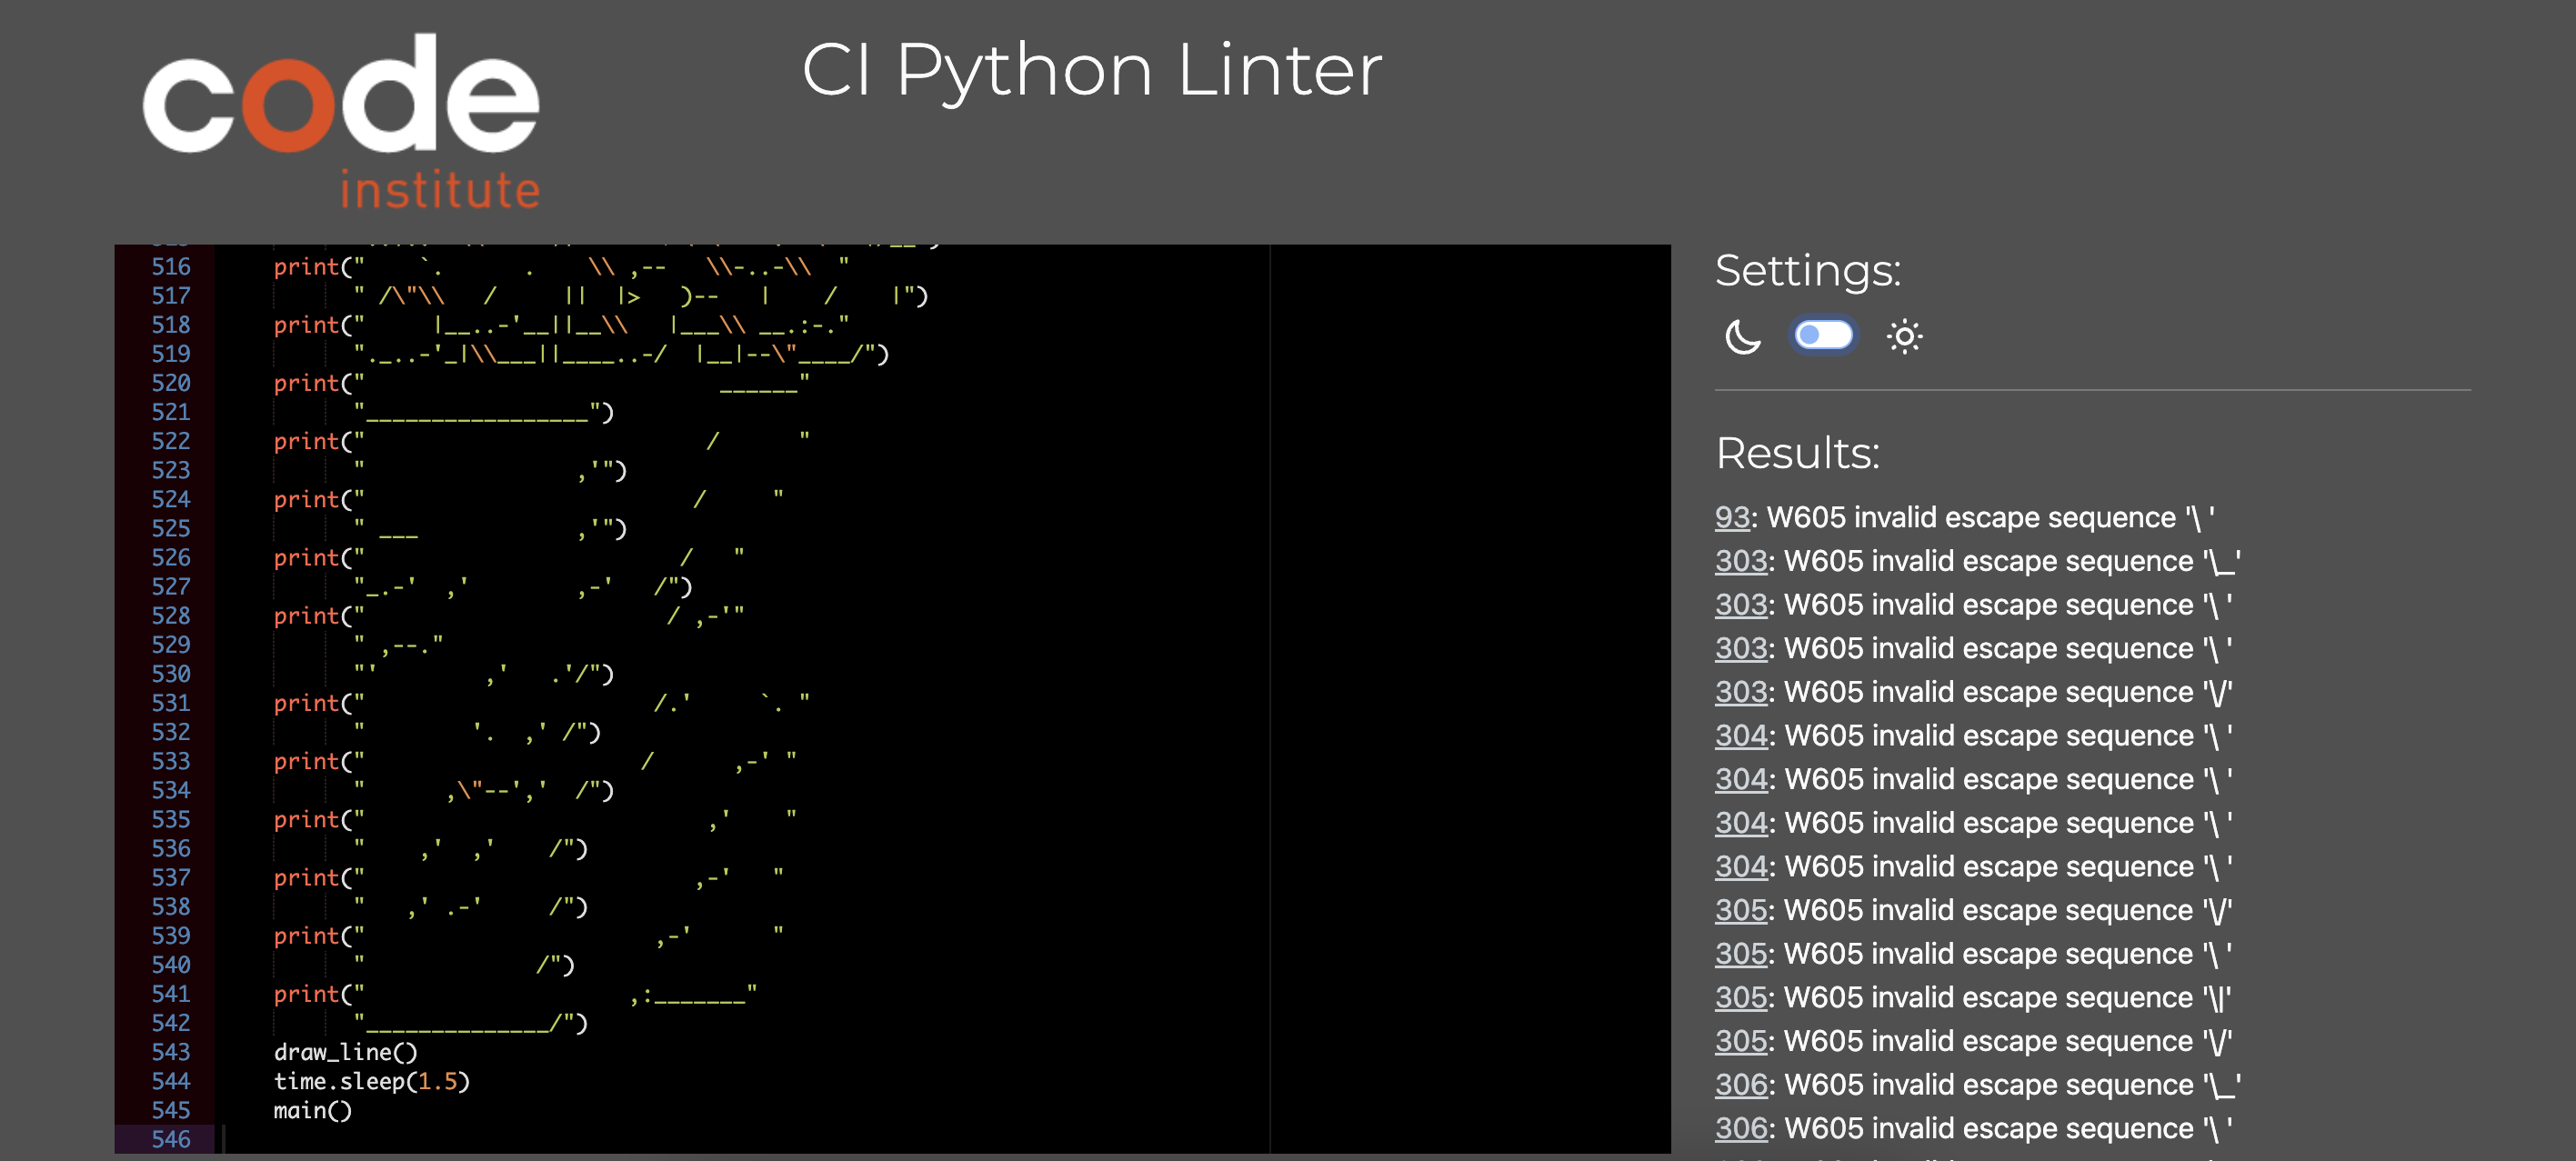 code
institute
CI Python Linter
516 print("    `.      .    \\ ,--   \\-..-\\  "
517 " /\"\\   /     ||  |>   )--   |    /    |")
518 print("     |__..-'__||__\\   |___\\ __.:-."
519 "._..-'_|\\___||____..-/  |__|--\"____/")
520 print("                           ______"
521 "_________________")
522 print("                          /      "
523 "                ,'")
524 print("                         /     "
525 " ___            ,'")
526 print("                        /   "
527 "_.-'  ,'        ,-'   /")
528 print("                       / ,-'"
529 " ,--."
530 "'        ,'   .'/")
531 print("                      /.'     `. "
532 "        '.  ,' /")
533 print("                     /      ,-' "
534 "      ,\"--','  /")
535 print("                          ,'    "
536 "    ,'  ,'    /")
537 print("                         ,-'   "
538 "   ,' .-'     /")
539 print("                      ,-'      "
540 "             /")
541 print("                    ,:_______"
542 "______________/")
543 draw_line()
544 time.sleep(1.5)
545 main()
546
Settings:
Results:
93: W605 invalid escape sequence '\ '
303: W605 invalid escape sequence '\_'
303: W605 invalid escape sequence '\ '
303: W605 invalid escape sequence '\ '
303: W605 invalid escape sequence '\/'
304: W605 invalid escape sequence '\ '
304: W605 invalid escape sequence '\ '
304: W605 invalid escape sequence '\ '
304: W605 invalid escape sequence '\ '
305: W605 invalid escape sequence '\/'
305: W605 invalid escape sequence '\ '
305: W605 invalid escape sequence '\|'
305: W605 invalid escape sequence '\/'
306: W605 invalid escape sequence '\_'
306: W605 invalid escape sequence '\ '